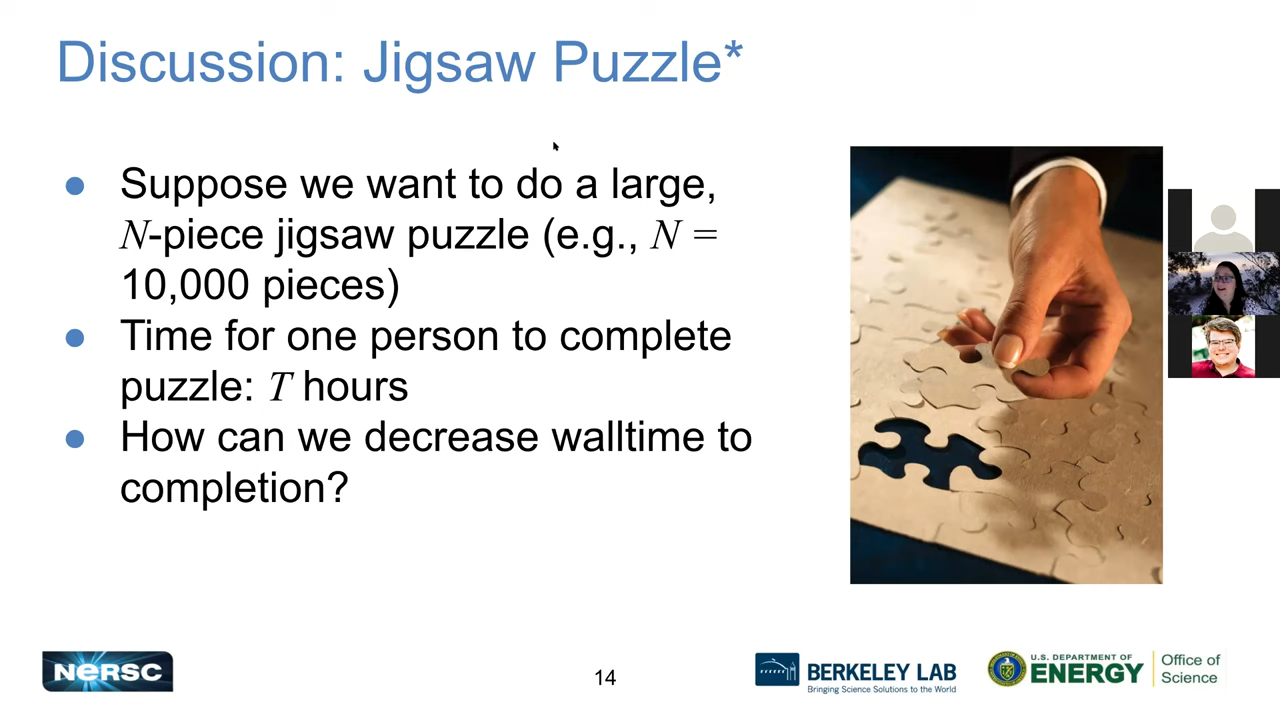 Discussion: Jigsaw Puzzle*
● Suppose we want to do a large,
N-piece jigsaw puzzle (e.g., N =
10,000 pieces)
● Time for one person to complete
puzzle: T hours
● How can we decrease walltime to
completion?
NERSC
14
BERKELEY LAB
Bringing Science Solutions to the World
U.S. DEPARTMENT OF
ENERGY
Office of
Science